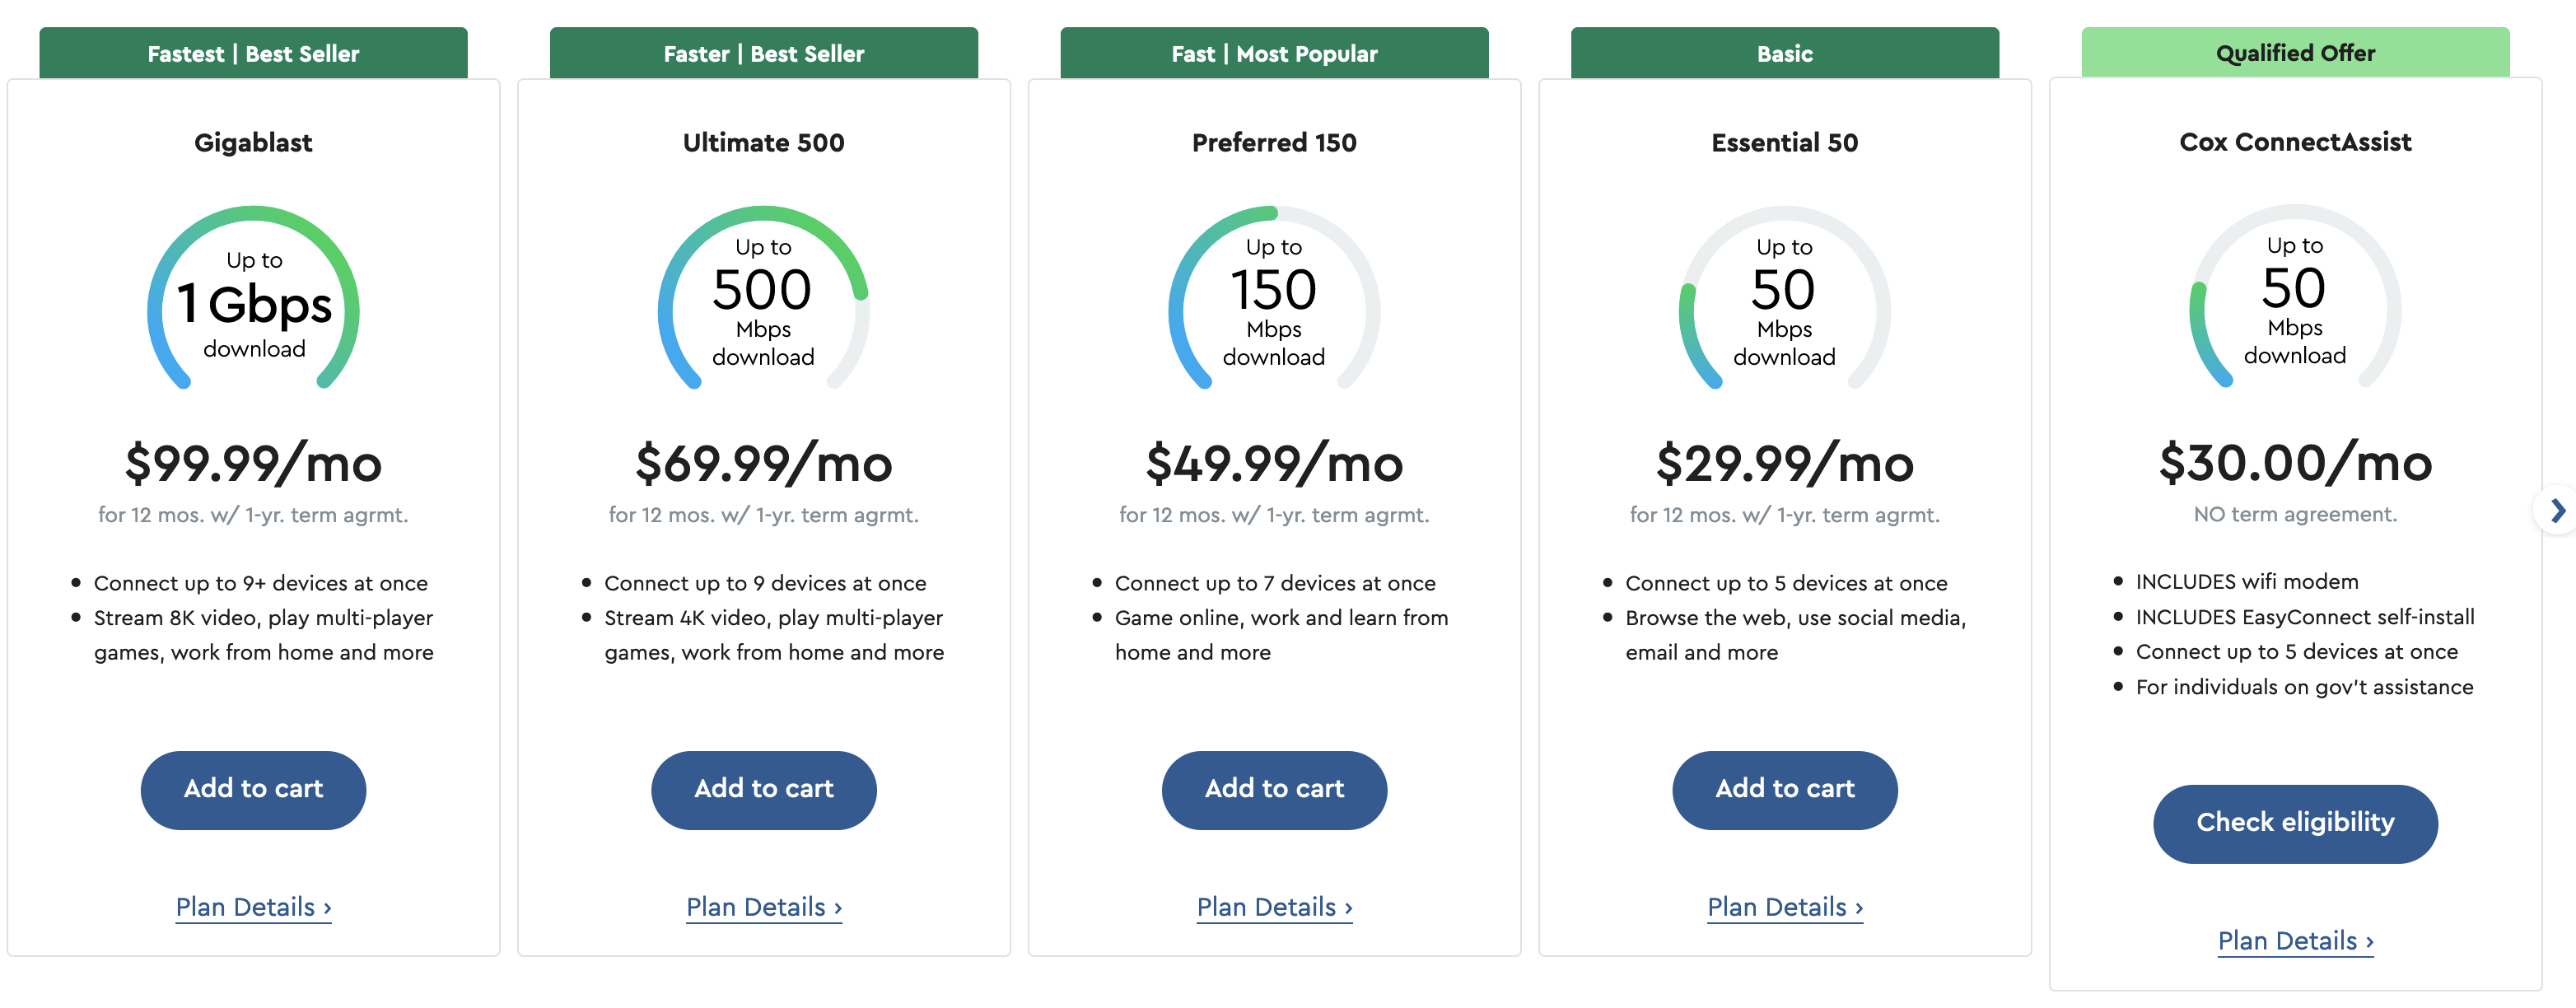 Fastest | Best Seller
Gigablast
Up to
1 Gbps
download
$99.99/mo
for 12 mos. w/ 1-yr. term agrmt.
• Connect up to 9+ devices at once
• Stream 8K video, play multi-player
games, work from home and more
Add to cart
Plan Details ›
Faster | Best Seller
Ultimate 500
Up to
500
Mbps
download
$69.99/mo
for 12 mos. w/ 1-yr. term agrmt.
• Connect up to 9 devices at once
• Stream 4K video, play multi-player
games, work from home and more
Add to cart
Plan Details ›
Fast | Most Popular
Preferred 150
Up to
150
Mbps
download
$49.99/mo
for 12 mos. w/ 1-yr. term agrmt.
• Connect up to 7 devices at once
• Game online, work and learn from
home and more
Add to cart
Plan Details ›
Basic
Essential 50
Up to
50
Mbps
download
$29.99/mo
for 12 mos. w/ 1-yr. term agrmt.
• Connect up to 5 devices at once
• Browse the web, use social media,
email and more
Add to cart
Plan Details ›
Qualified Offer
Cox ConnectAssist
Up to
50
Mbps
download
$30.00/mo
NO term agreement.
• INCLUDES wifi modem
• INCLUDES EasyConnect self-install
• Connect up to 5 devices at once
• For individuals on gov't assistance
Check eligibility
Plan Details ›